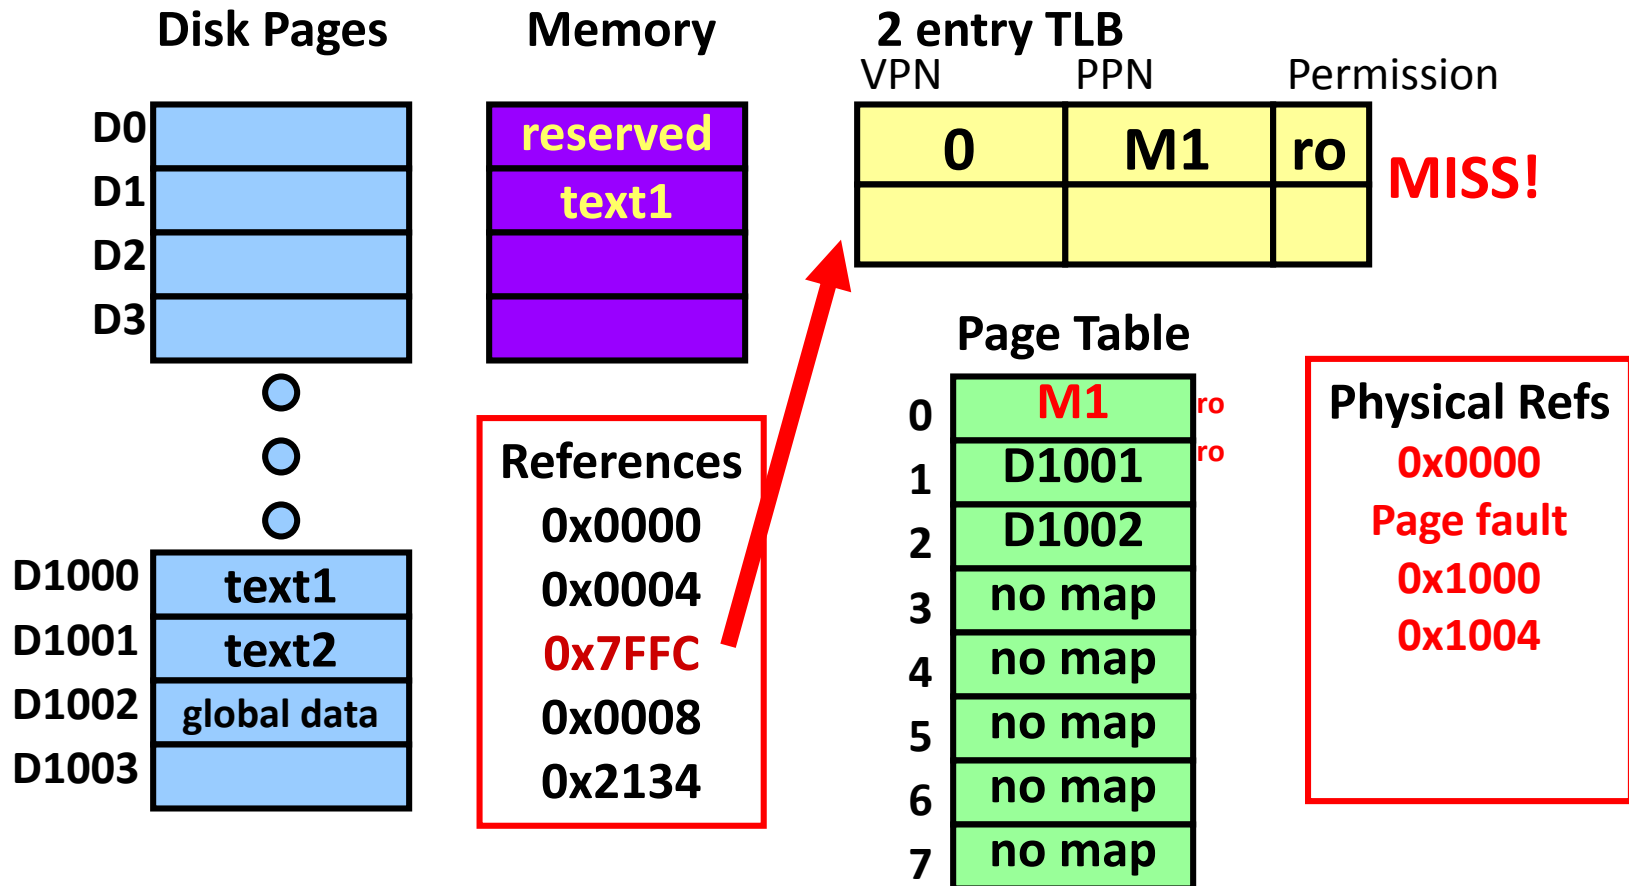 Disk Pages
D0
D1
D2
D3
D1000 text1
D1001 text2
D1002 global data
D1003
Memory
reserved
text1
References
0x0000
0x0004
0x7FFC
0x0008
0x2134
2 entry TLB
VPN PPN Permission
0 M1 ro
MISS!
Page Table
0 M1 ro
1 D1001 ro
2 D1002
3 no map
4 no map
5 no map
6 no map
7 no map
Physical Refs
0x0000
Page fault
0x1000
0x1004